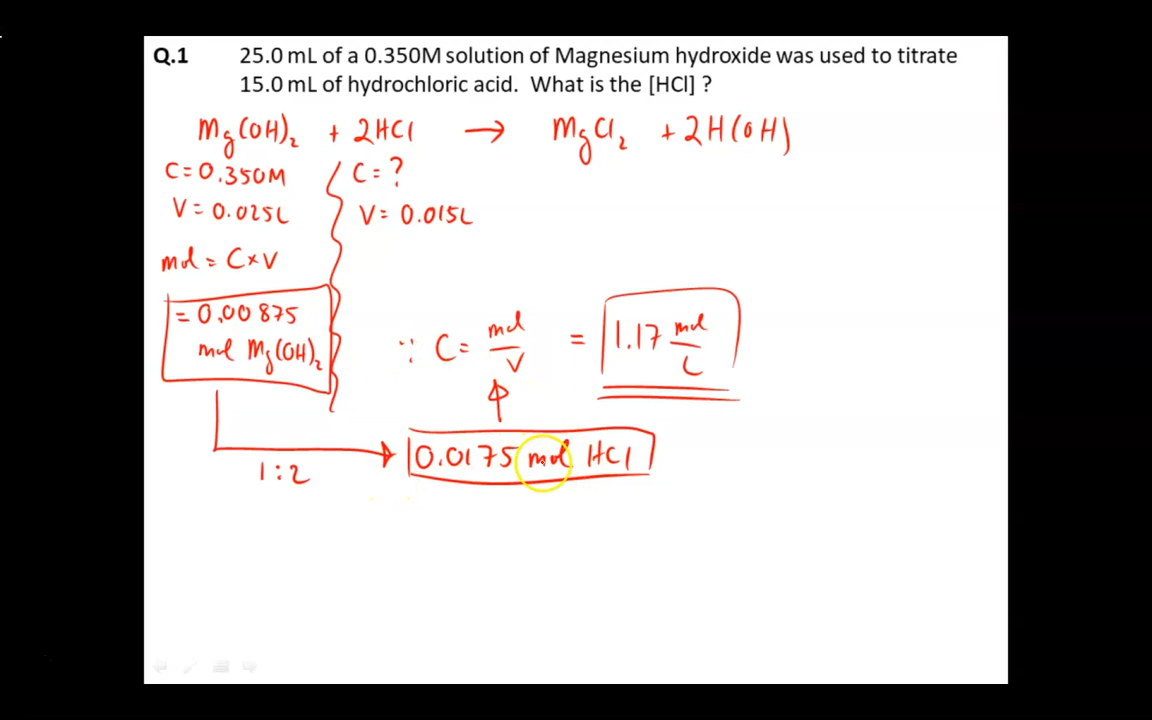 Q.1 25.0 mL of a 0.350M solution of Magnesium hydroxide was used to titrate
15.0 mL of hydrochloric acid. What is the [HCl] ?
Mg(OH)₂ + 2HCl → MgCl₂ + 2H(OH)
C = 0.350M
V = 0.025L
mol = C×V
= 0.00875
mol Mg(OH)₂
C = ?
V = 0.015L
∵ C = mol/V = 1.17 mol/L
1:2
0.0175 mol HCl